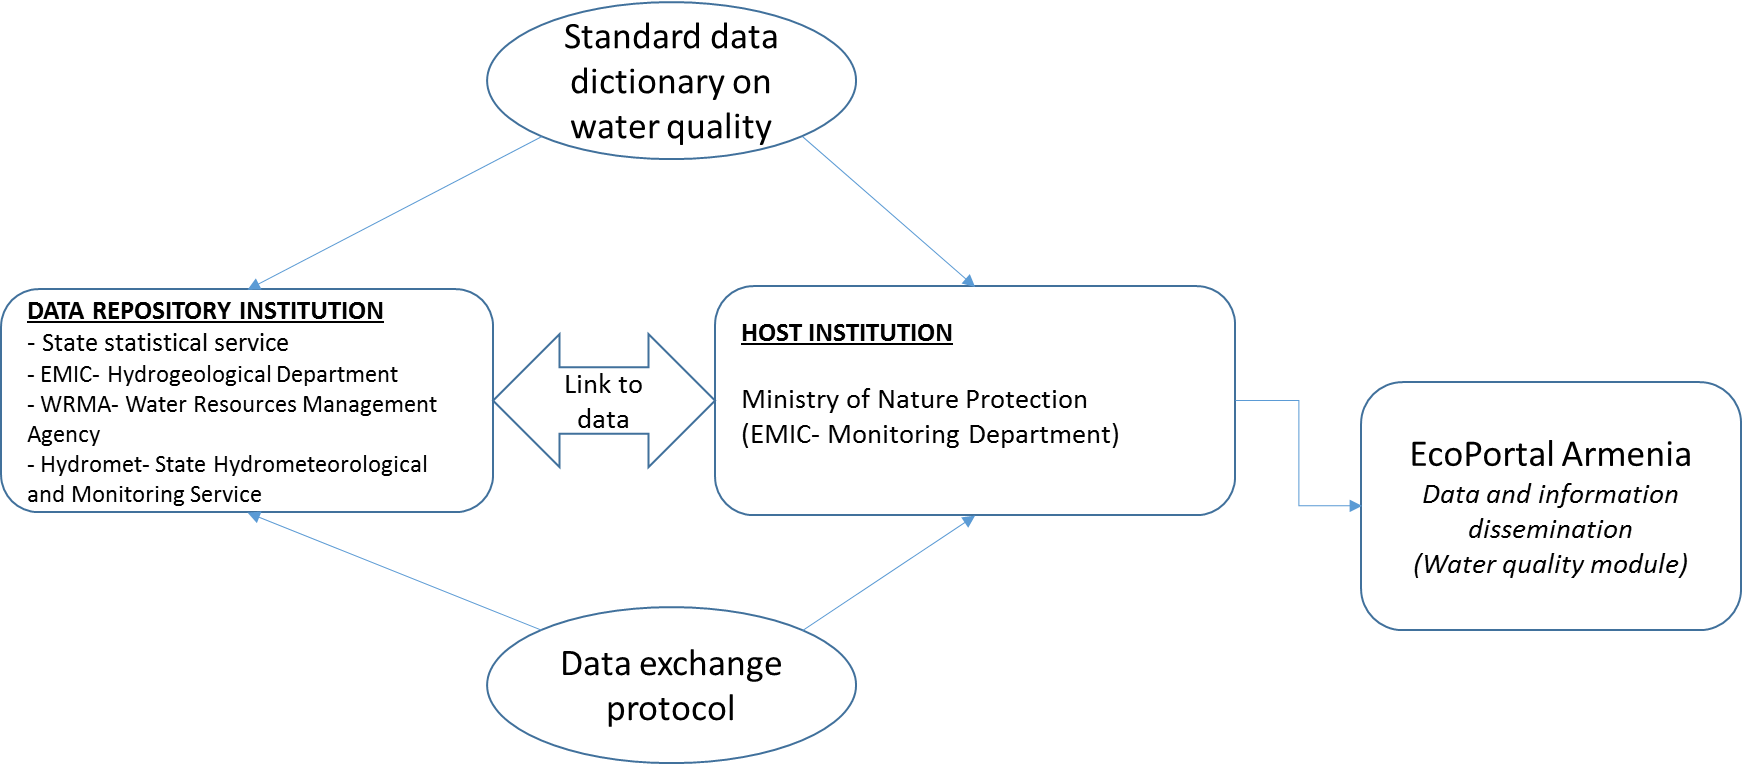 Standard data
dictionary on
water quality
DATA REPOSITORY INSTITUTION
- State statistical service
- EMIC- Hydrogeological Department
- WRMA- Water Resources Management
Agency
- Hydromet- State Hydrometeorological
and Monitoring Service
Link to
data
HOST INSTITUTION
Ministry of Nature Protection
(EMIC- Monitoring Department)
EcoPortal Armenia
Data and information
dissemination
(Water quality module)
Data exchange
protocol